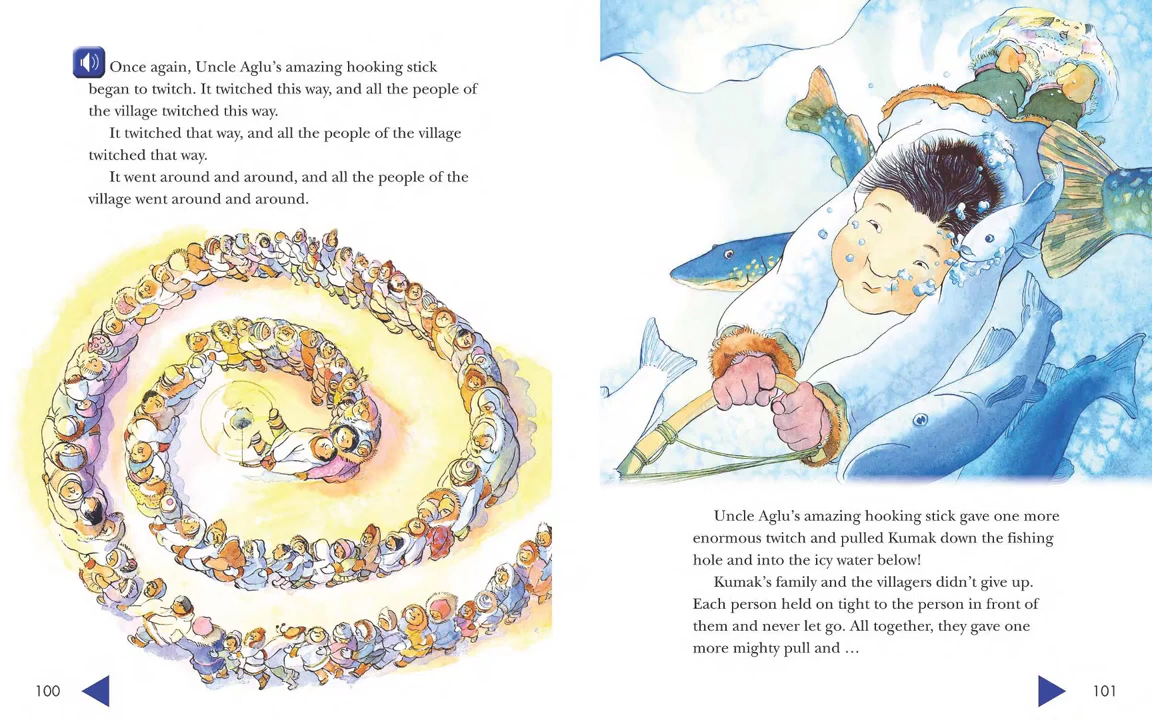 Once again, Uncle Aglu’s amazing hooking stick
began to twitch. It twitched this way, and all the people of
the village twitched this way.
It twitched that way, and all the people of the village
twitched that way.
It went around and around, and all the people of the
village went around and around.
100
Uncle Aglu’s amazing hooking stick gave one more
enormous twitch and pulled Kumak down the fishing
hole and into the icy water below!
Kumak’s family and the villagers didn’t give up.
Each person held on tight to the person in front of
them and never let go. All together, they gave one
more mighty pull and …
101